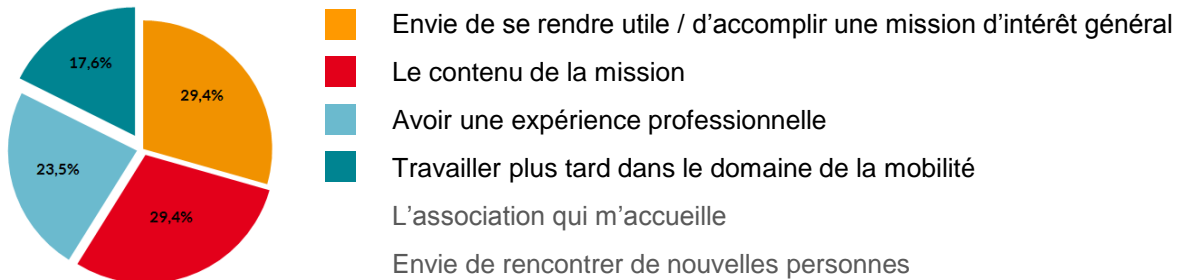 Envie de se rendre utile / d’accomplir une mission d’intérêt général
17,6%
29,4%
Le contenu de la mission
Avoir une expérience professionnelle
23,5%
Travailler plus tard dans le domaine de la mobilité
29,4%
L’association qui m’accueille
Envie de rencontrer de nouvelles personnes